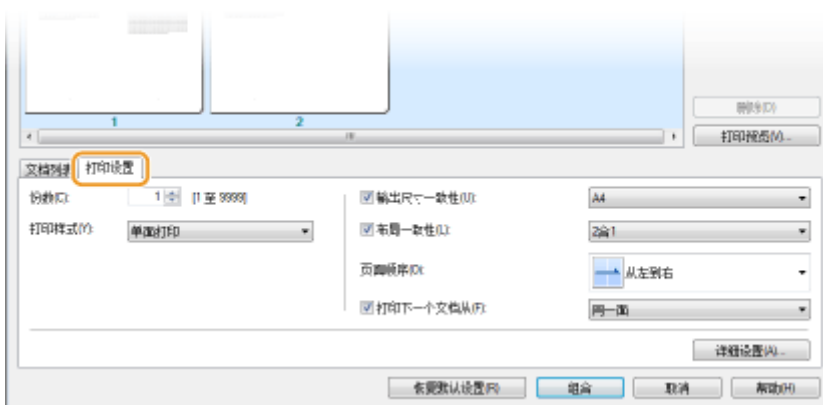 1 2
删除(D)
打印预览(V)...
文档列表 打印设置
份数(C): 1 [1 至 9999] 输出尺寸一致性(U): A4
打印样式(Y): 单面打印 布局一致性(L): 2合1
页面顺序(O): 从左到右
打印下一个文档从(F): 同一面
详细设置(A)...
恢复默认设置(R) 组合 取消 帮助(H)